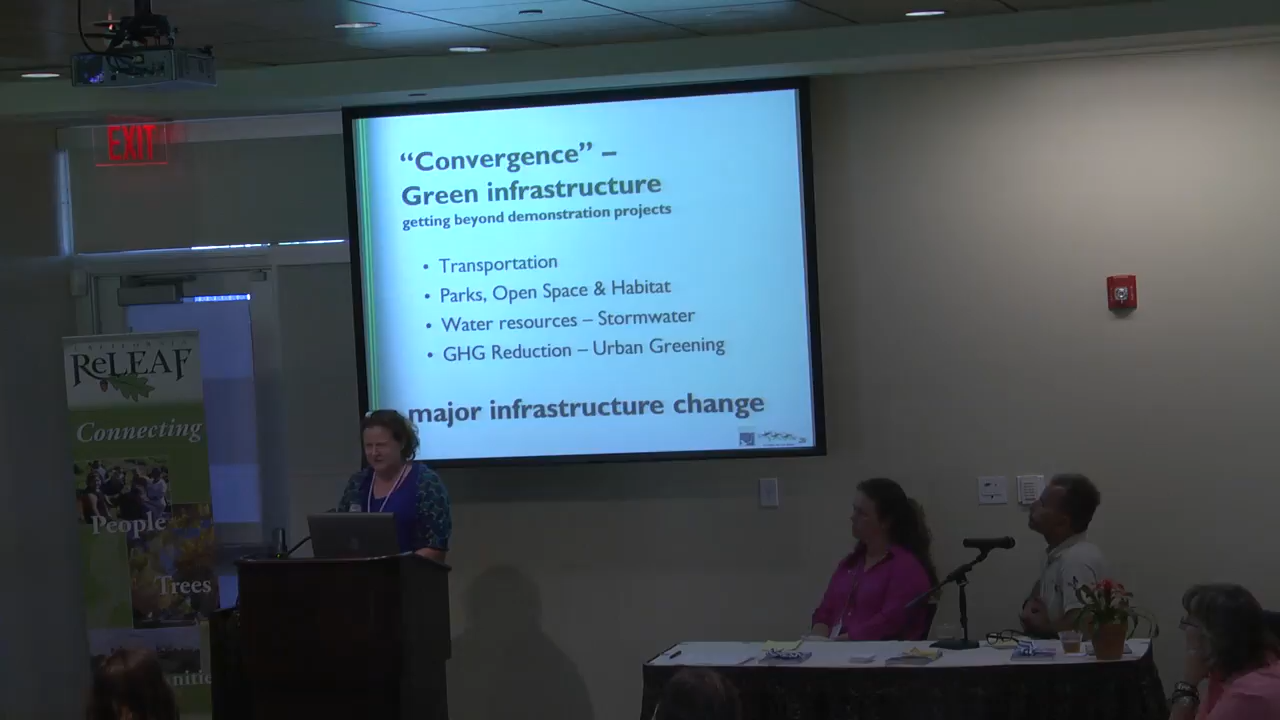 EXIT
“Convergence” –
Green infrastructure
getting beyond demonstration projects
• Transportation
• Parks, Open Space & Habitat
• Water resources – Stormwater
• GHG Reduction – Urban Greening
major infrastructure change
CALIFORNIA
ReLEAF
Connecting
People
Trees